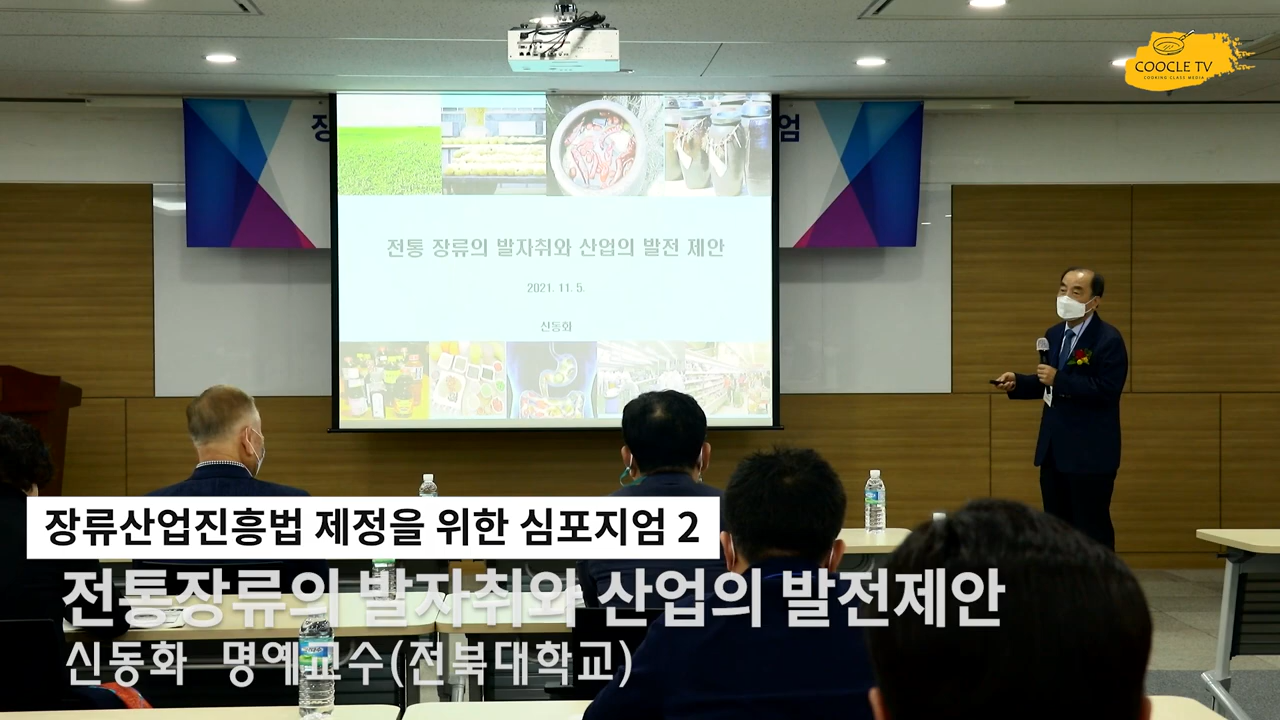 COOCLE TV
COOKING CLASS MEDIA
장
엄
전통 장류의 발자취와 산업의 발전 제안
2021. 11. 5.
신동화
장류산업진흥법 제정을 위한 심포지엄 2
전통장류의 발자취와 산업의 발전제안
신동화 명예교수(전북대학교)